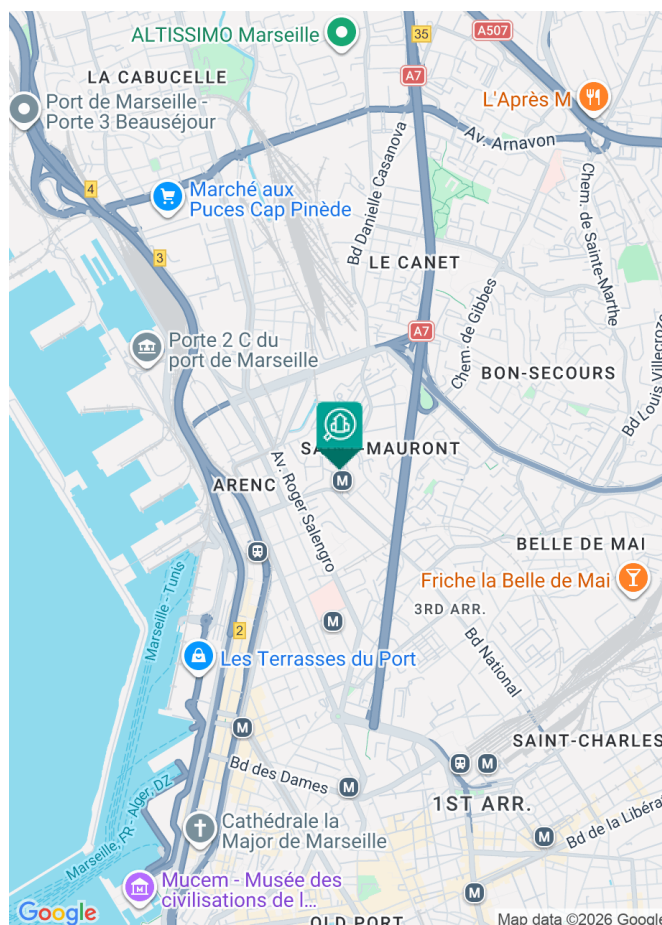 ALTISSIMO Marseille
35
A507
LA CABUCELLE
A7
L'Après M
Port de Marseille -
Porte 3 Beauséjour
Av. Arnavon
4
Marché aux
Puces Cap Pinède
Bd Danielle Casanova
Chem. de Sainte-Marthe
3
LE CANET
Chem. de Gibbes
A7
Porte 2 C du
port de Marseille
BON-SECOURS
Bd Louis Villecroze
MAURONT
M
ARENC
Av. Roger Salengro
BELLE DE MAI
Friche la Belle de Mai
Marseille - Tunis
3RD ARR.
M
2
Bd National
Les Terrasses du Port
M
SAINT-CHARLES
M
Bd des Dames
M
1ST ARR.
Marseille, FR - Alger, DZ
Cathédrale la
Major de Marseille
M
Bd de la Libéra
Mucem - Musée des
civilisations de l...
M
Google
OLD PORT
Map data ©2026 Google